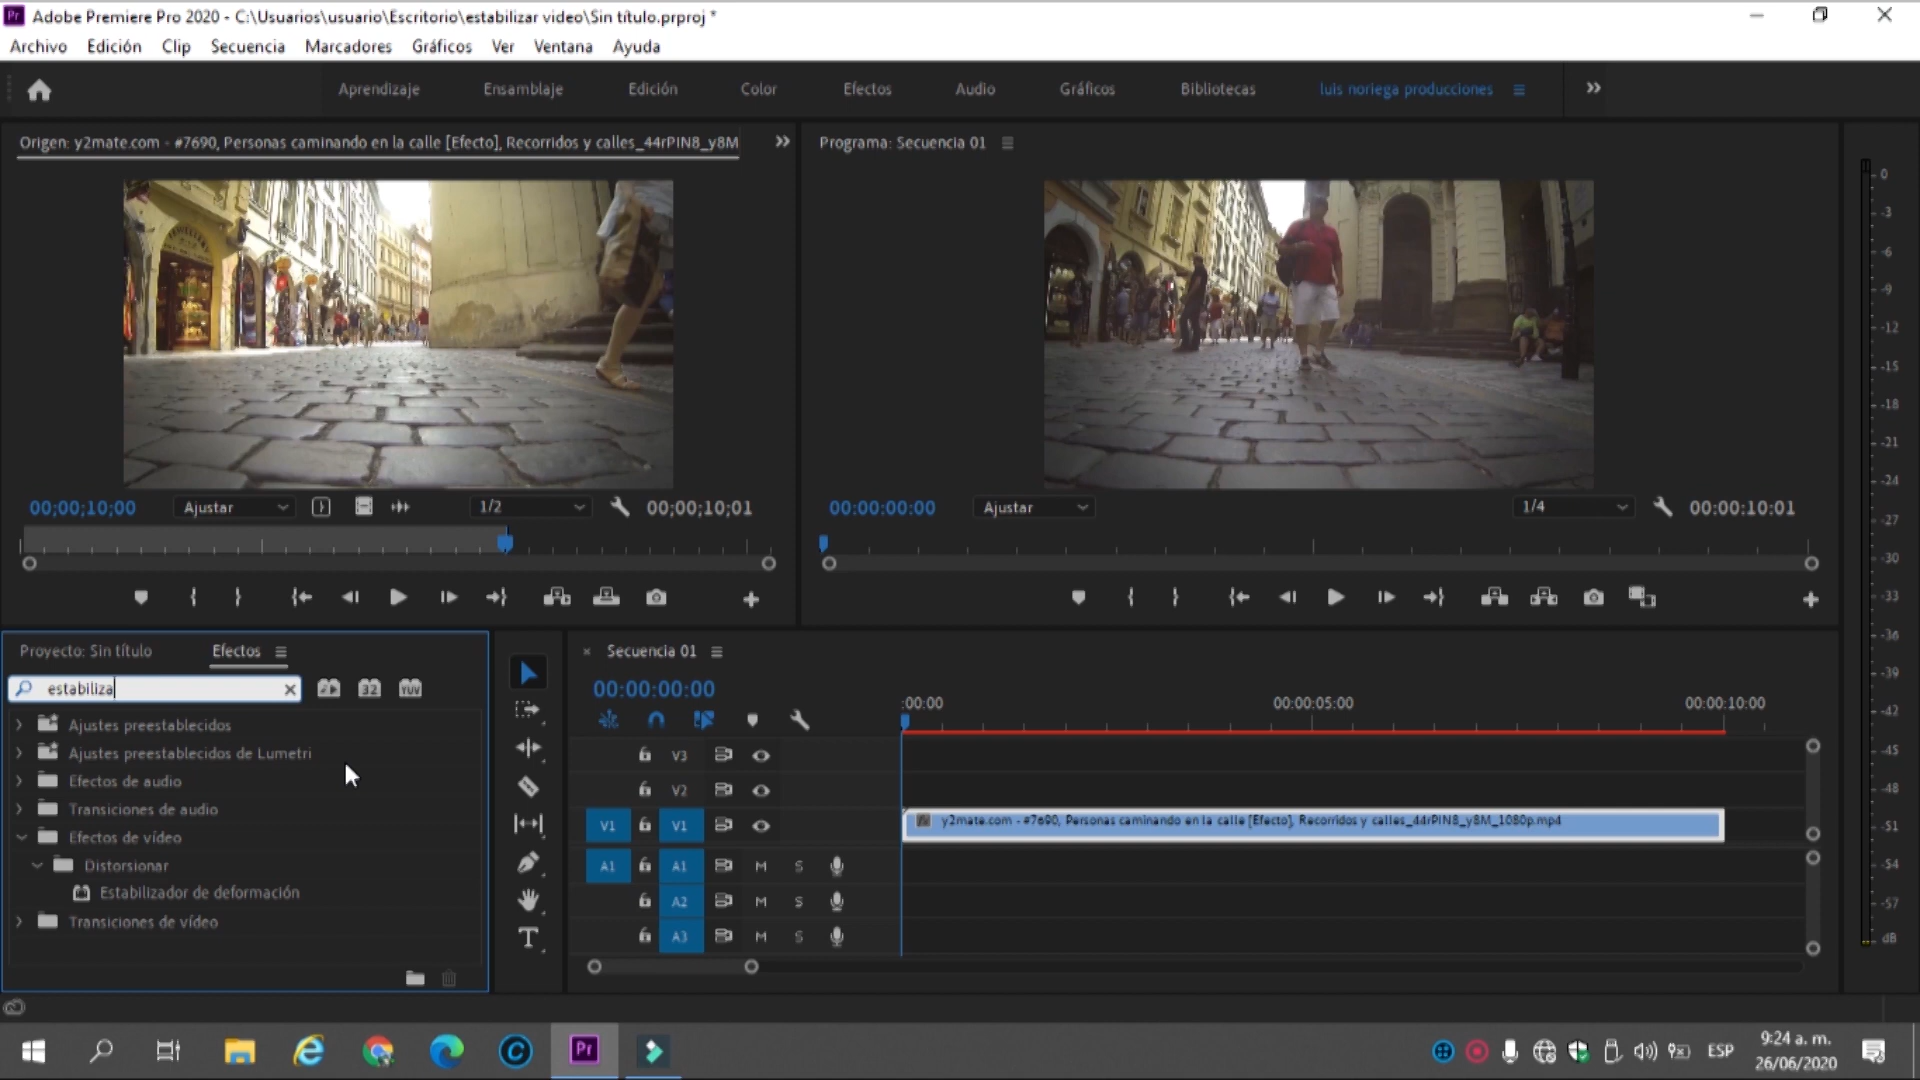 Adobe Premiere Pro 2020 - C:\Usuarios\usuario\Escritorio\estabilizar video\Sin título.prproj *
Archivo Edición Clip Secuencia Marcadores Gráficos Ver Ventana Ayuda
Aprendizaje Ensamblaje Edición Color Efectos Audio Gráficos Bibliotecas luis noriega producciones
Origen: y2mate.com - #7690, Personas caminando en la calle [Efecto], Recorridos y calles_44rPIN8_y8M
Programa: Secuencia 01
00;00;10;00 Ajustar 1/2 00;00;10;01
00:00:00:00 Ajustar 1/4 00:00:10:01
Proyecto: Sin título Efectos
estabiliza
32 YUV
Ajustes preestablecidos
Ajustes preestablecidos de Lumetri
Efectos de audio
Transiciones de audio
Efectos de vídeo
Distorsionar
Estabilizador de deformación
Transiciones de vídeo
× Secuencia 01
00:00:00:00
:00:00 00:00:05:00 00:00:10:00
V3
V2
V1 V1
y2mate.com - #7690, Personas caminando en la calle [Efecto], Recorridos y calles_44rPIN8_y8M_1080p.mp4
A1 A1 M S
A2 M S
A3 M S
0
-3
-6
-9
-12
-15
-18
-21
-24
-27
-30
-33
-36
-39
-42
-45
-48
-51
-54
-57
dB
Pr
ESP
9:24 a. m.
26/06/2020